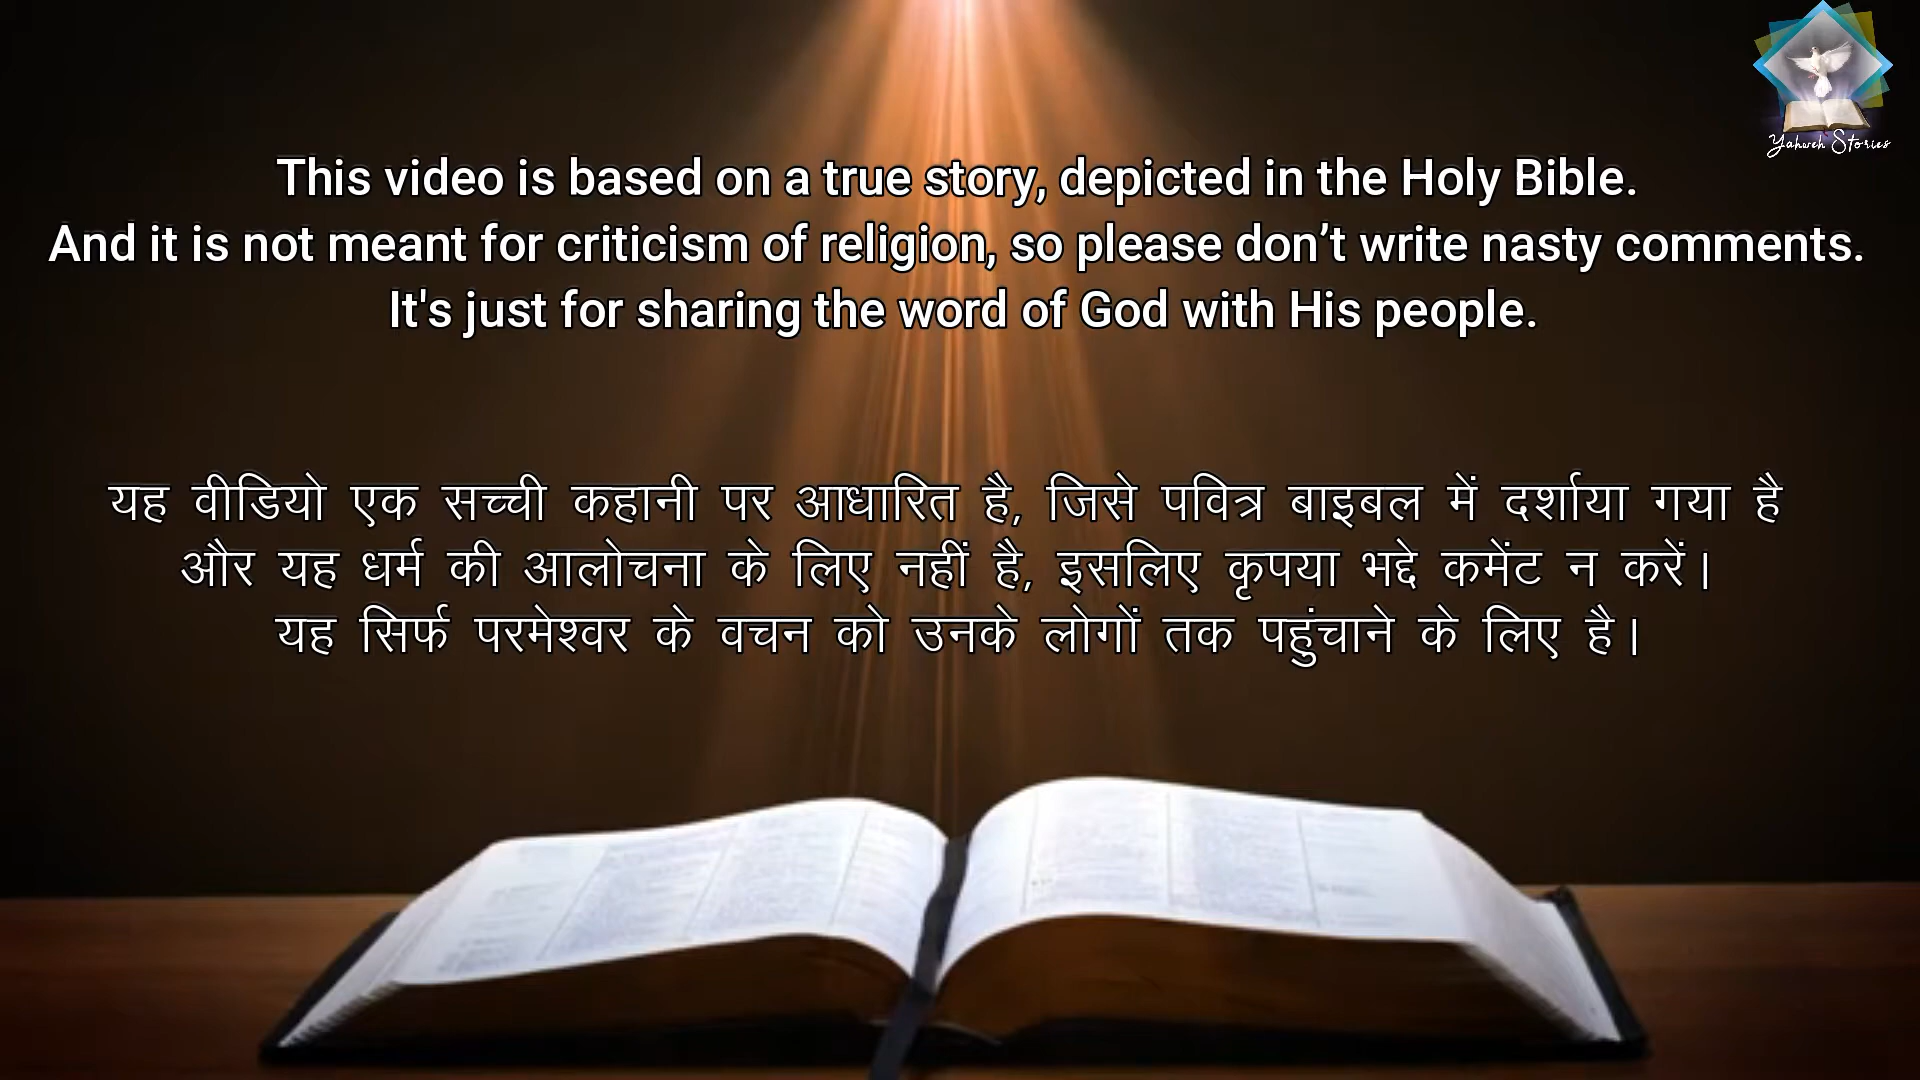 Yahweh Stories
This video is based on a true story, depicted in the Holy Bible.
And it is not meant for criticism of religion, so please don’t write nasty comments.
It's just for sharing the word of God with His people.
यह वीडियो एक सच्ची कहानी पर आधारित है, जिसे पवित्र बाइबल में दर्शाया गया है
और यह धर्म की आलोचना के लिए नहीं है, इसलिए कृपया भद्दे कमेंट न करें।
यह सिर्फ परमेश्वर के वचन को उनके लोगों तक पहुंचाने के लिए है।